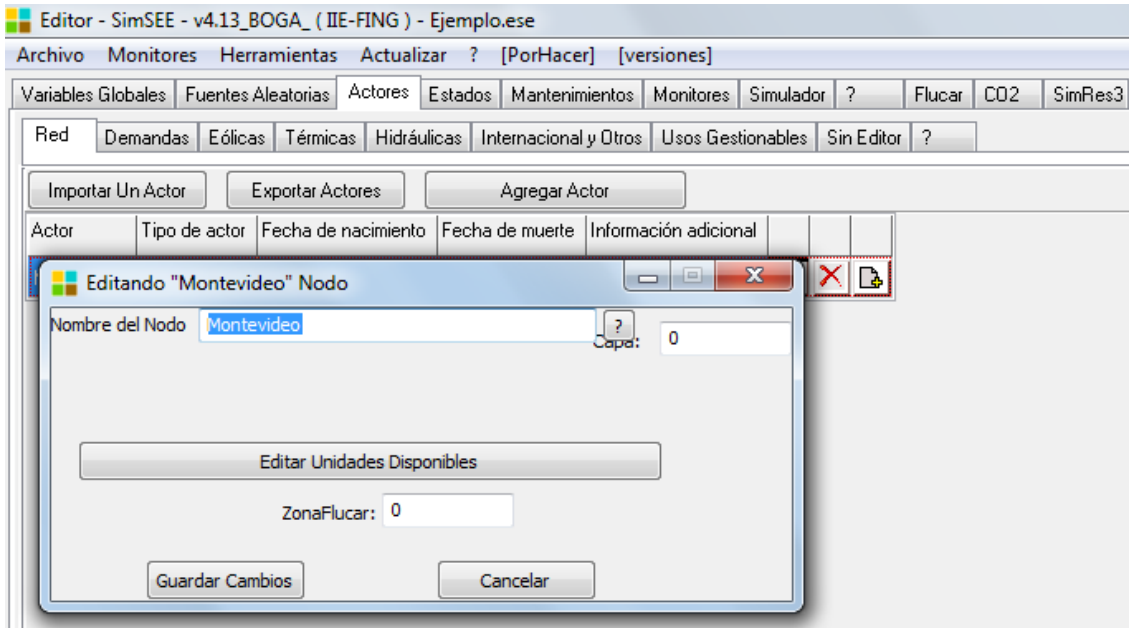 Editor - SimSEE - v4.13_BOGA_ ( IIE-FING ) - Ejemplo.ese
Archivo Monitores Herramientas Actualizar ? [PorHacer] [versiones]
Variables Globales Fuentes Aleatorias Actores Estados Mantenimientos Monitores Simulador ? Flucar CO2 SimRes3
Red Demandas Eólicas Térmicas Hidráulicas Internacional y Otros Usos Gestionables Sin Editor ?
Importar Un Actor Exportar Actores Agregar Actor
Actor Tipo de actor Fecha de nacimiento Fecha de muerte Información adicional
Editando "Montevideo" Nodo
Nombre del Nodo Montevideo ? Capa: 0
Editar Unidades Disponibles
ZonaFlucar: 0
Guardar Cambios Cancelar